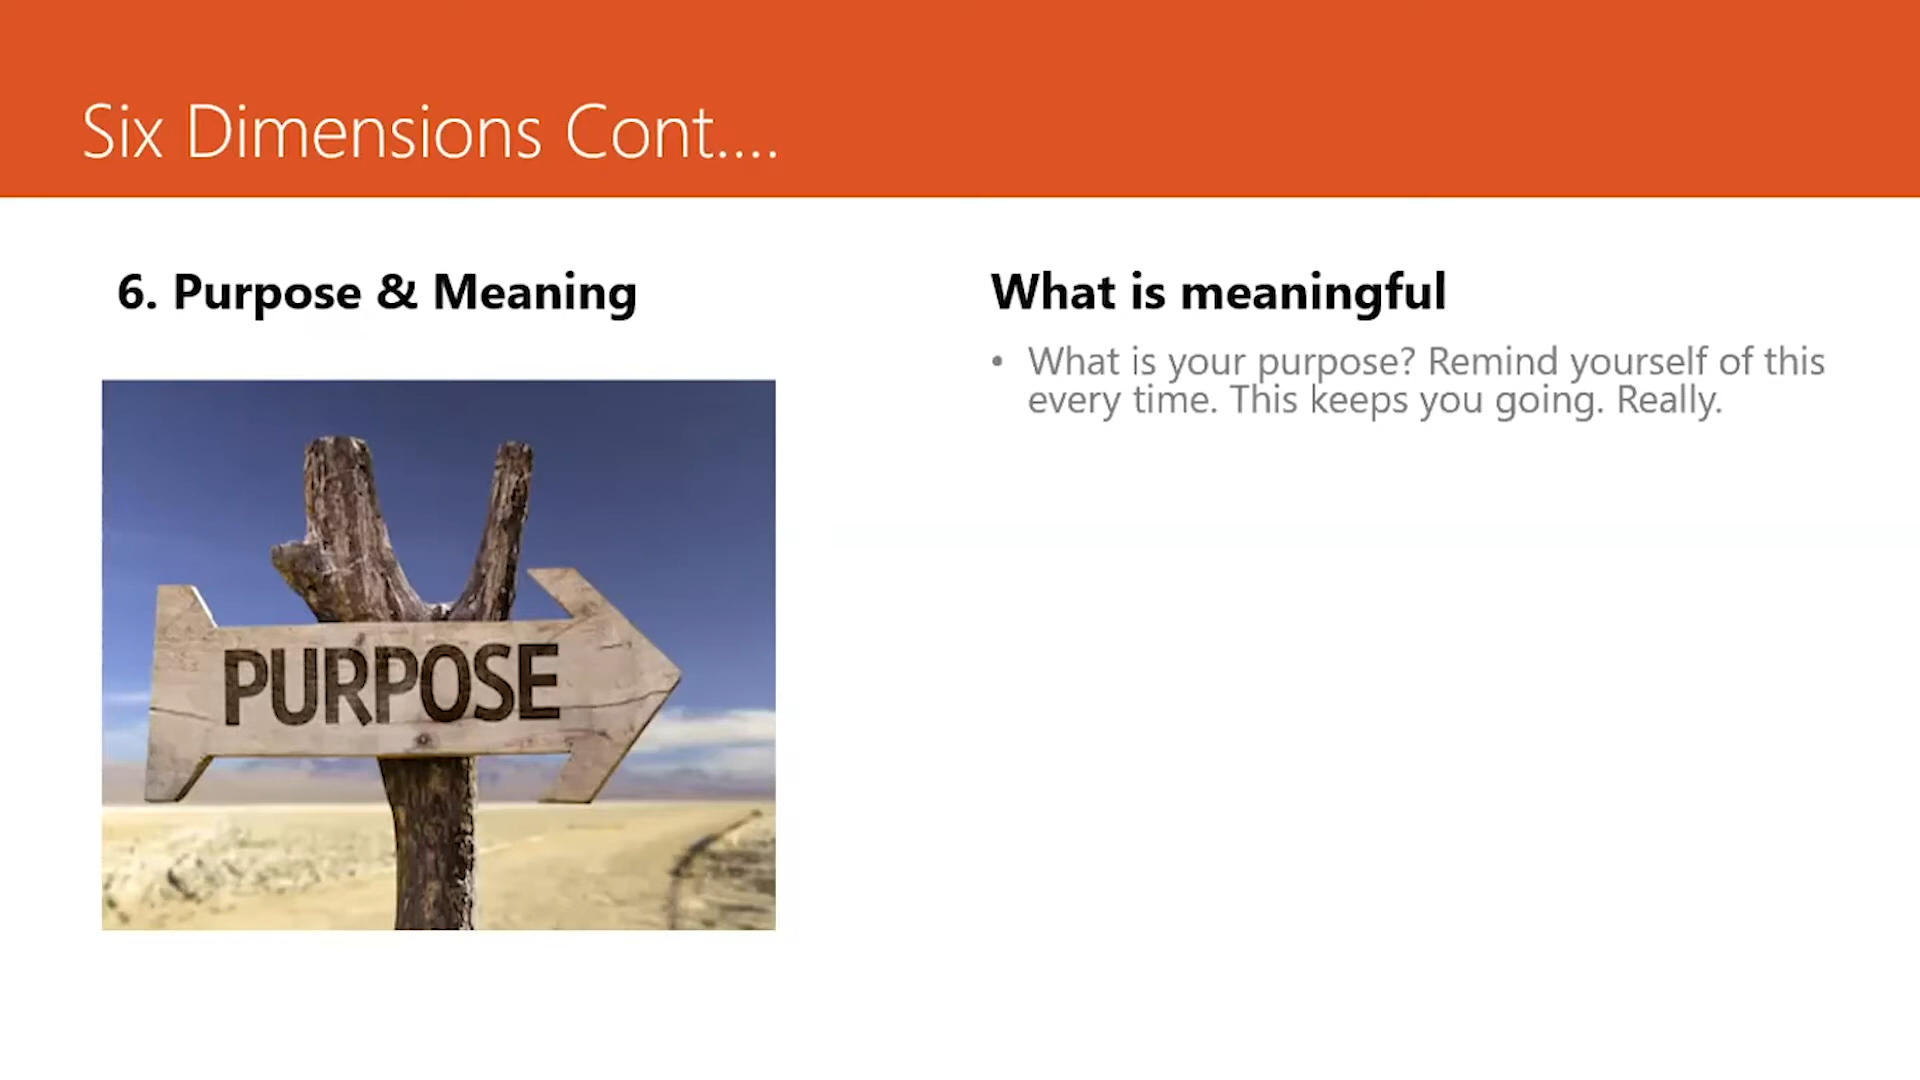 Six Dimensions Cont....
6. Purpose & Meaning
PURPOSE
What is meaningful
• What is your purpose? Remind yourself of this
every time. This keeps you going. Really.